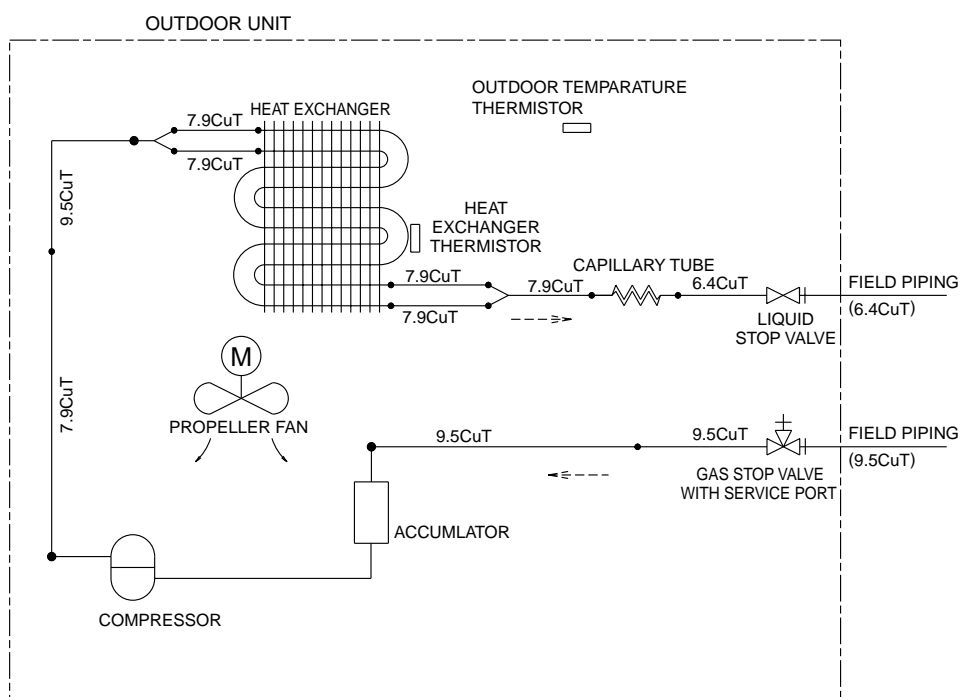 OUTDOOR UNIT
HEAT EXCHANGER
OUTDOOR TEMPARATURE
THERMISTOR
7.9CuT
7.9CuT
9.5CuT
HEAT
EXCHANGER
THERMISTOR
CAPILLARY TUBE
7.9CuT
7.9CuT
6.4CuT
FIELD PIPING
(6.4CuT)
7.9CuT
LIQUID
STOP VALVE
M
PROPELLER FAN
7.9CuT
9.5CuT
9.5CuT
FIELD PIPING
(9.5CuT)
GAS STOP VALVE
WITH SERVICE PORT
ACCUMLATOR
COMPRESSOR